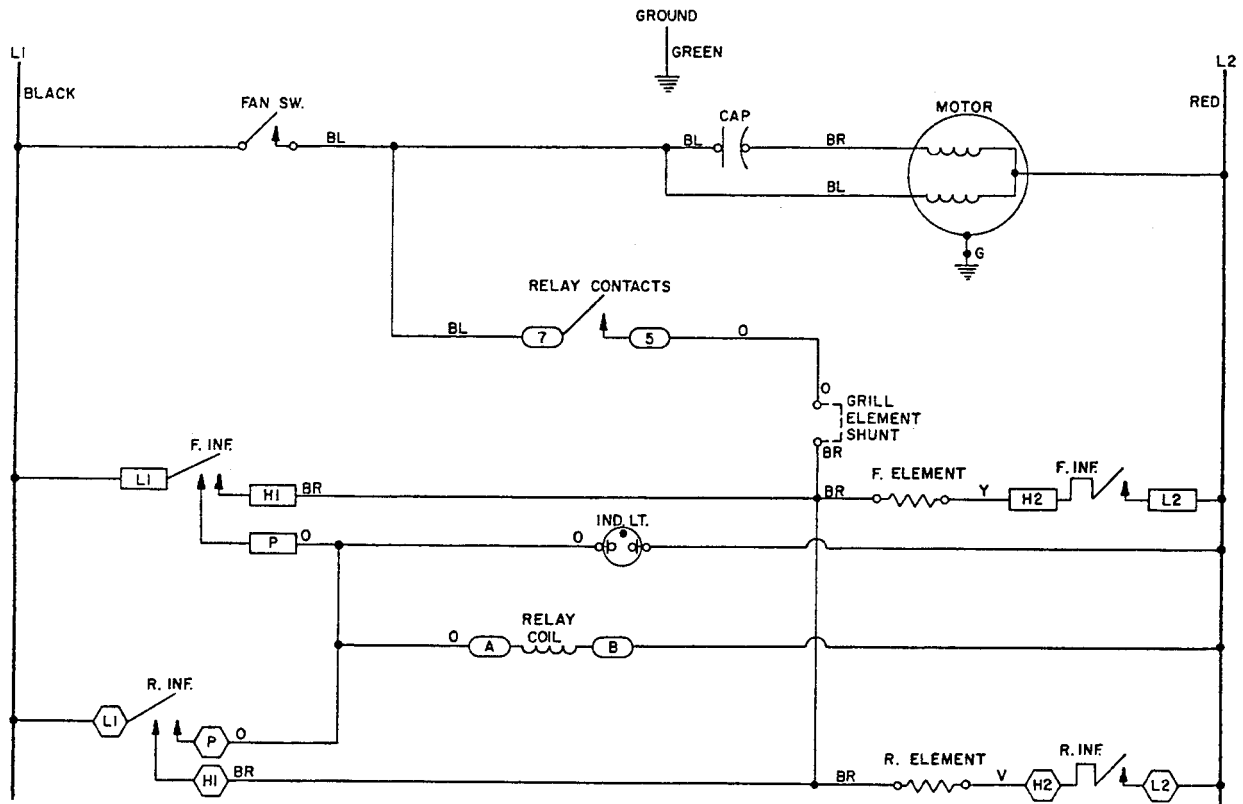 GROUND
GREEN
L1
L2
BLACK
RED
FAN SW.
CAP
MOTOR
BL
BL
BR
BL
G
RELAY CONTACTS
BL
7
5
O
O
GRILL
ELEMENT
SHUNT
BR
F. INF.
L1
H1
BR
BR
F. ELEMENT
Y
H2
F. INF.
L2
P
O
O
IND. LT.
RELAY
COIL
O
A
B
R. INF.
L1
P
O
H1
BR
BR
R. ELEMENT
V
H2
R. INF.
L2